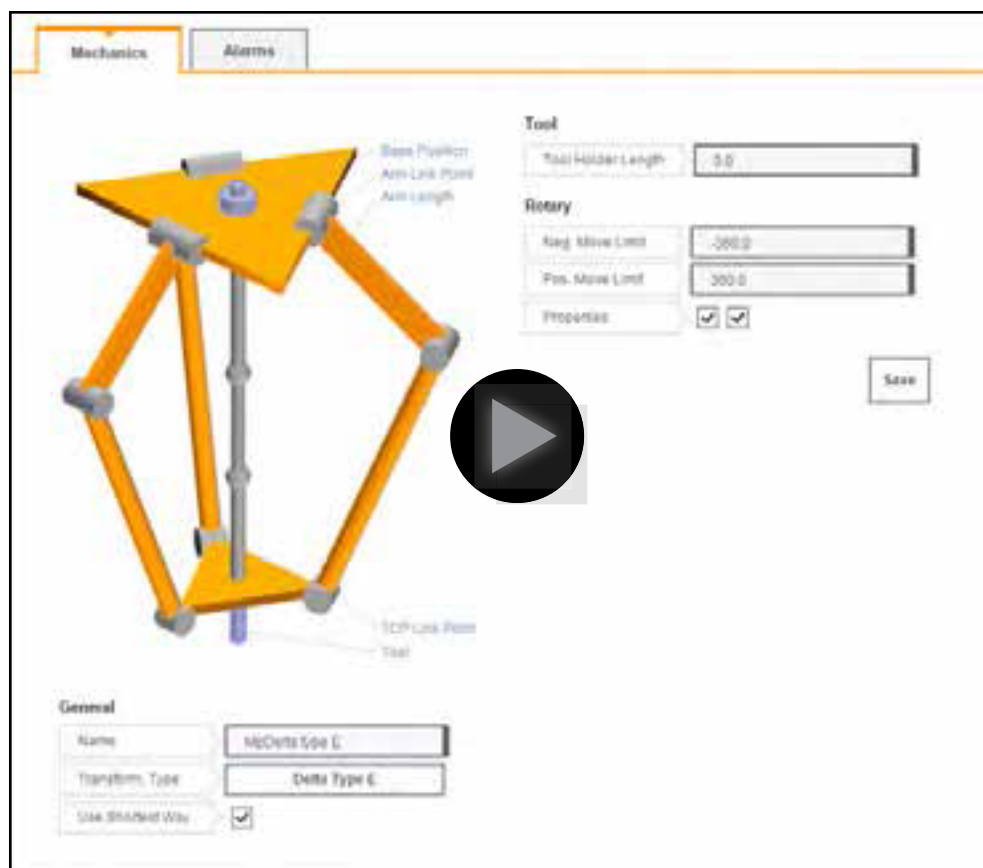 Mechanics
Alarms
Base Position
Arm Link Point
Arm Length
TCP Link Point
Tool
Tool
Tool Holder Length
0.0
Rotary
Neg. Move Limit
-360.0
Pos. Move Limit
360.0
Properties
Save
General
Name
Transform. Type
Delta Type E
Use Shortest Way